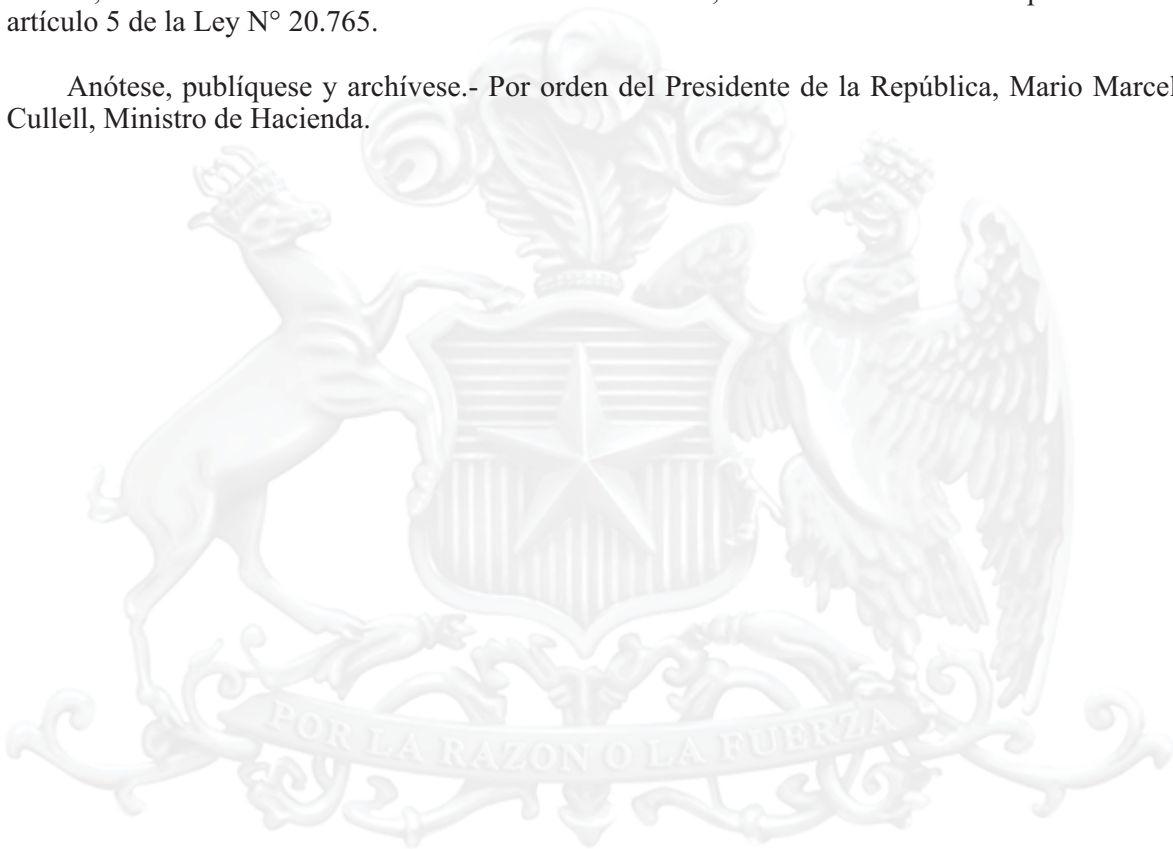 artículo 5 de la Ley N° 20.765.
Anótese, publíquese y archívese.- Por orden del Presidente de la República, Mario Marcel
Cullell, Ministro de Hacienda.
POR LA RAZON O LA FUERZA